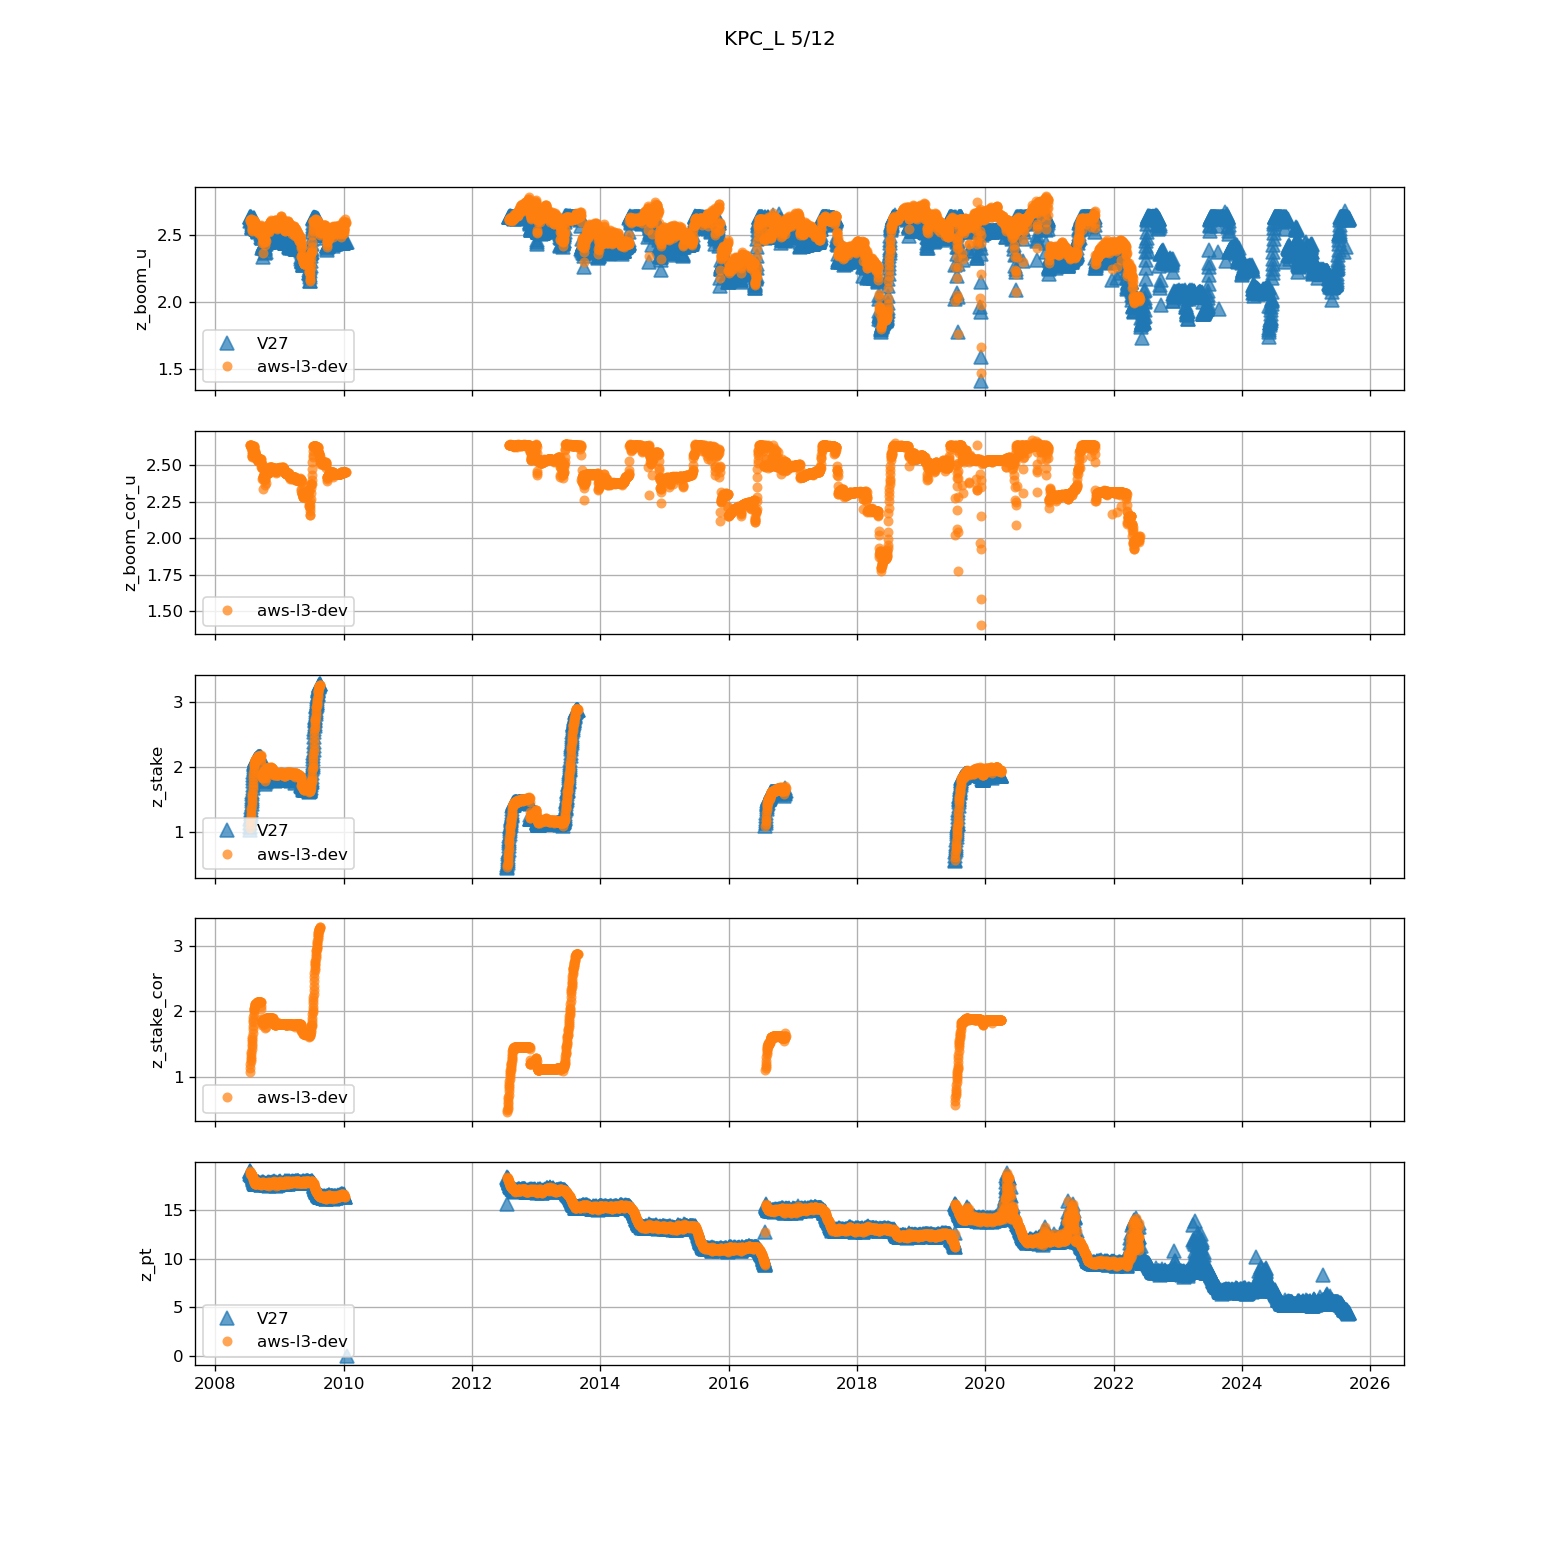 KPC_L 5/12
z_boom_u
2.5
2.0
1.5
V27
aws-l3-dev
z_boom_cor_u
2.50
2.25
2.00
1.75
1.50
aws-l3-dev
z_stake
3
2
1
V27
aws-l3-dev
z_stake_cor
3
2
1
aws-l3-dev
z_pt
15
10
5
0
V27
aws-l3-dev
2008 2010 2012 2014 2016 2018 2020 2022 2024 2026